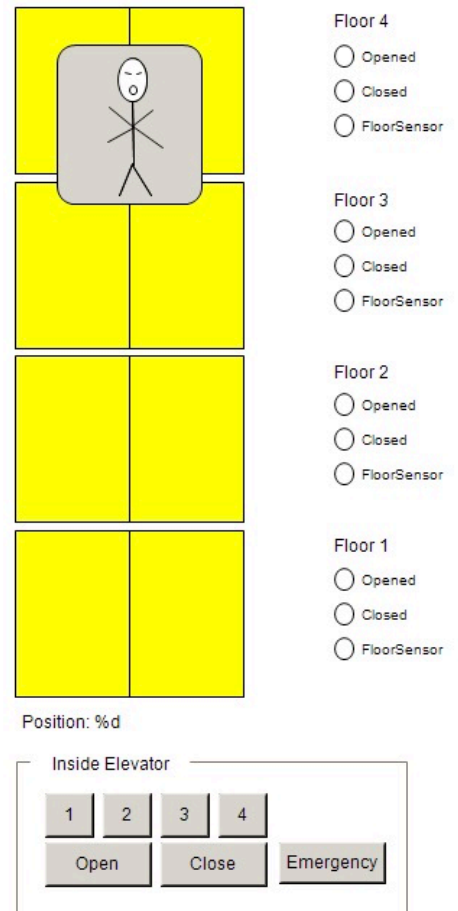 Floor 4
Opened
Closed
FloorSensor
Floor 3
Opened
Closed
FloorSensor
Floor 2
Opened
Closed
FloorSensor
Floor 1
Opened
Closed
FloorSensor
Position: %d
Inside Elevator
1 2 3 4
Open Close Emergency